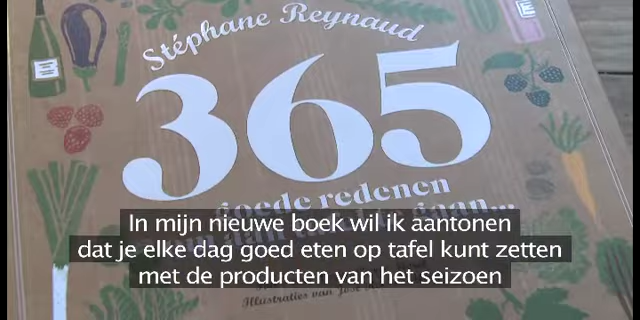 Stéphane Reynaud
365
goede redenen
In mijn nieuwe boek wil ik aantonen
dat je elke dag goed eten op tafel kunt zetten
met de producten van het seizoen
Illustraties van José